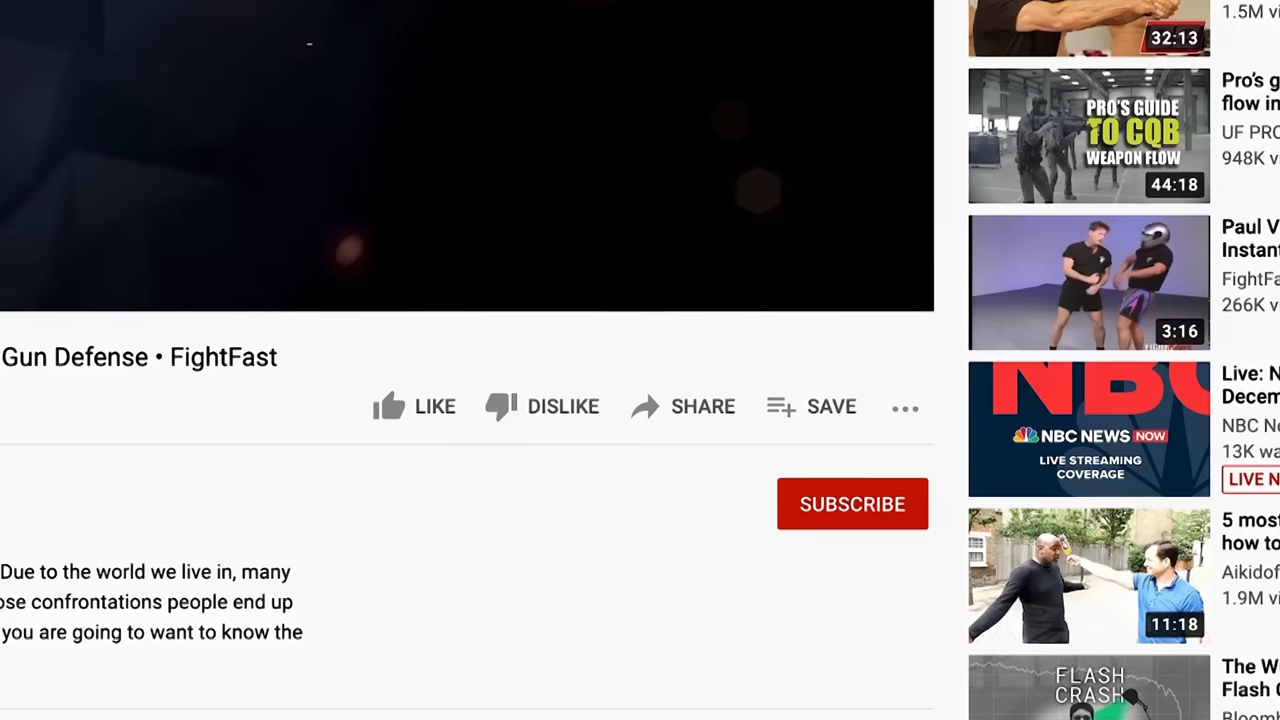 Gun Defense • FightFast
LIKE
DISLIKE
SHARE
SAVE
SUBSCRIBE
Due to the world we live in, many
ose confrontations people end up
you are going to want to know the
32:13
1.5M vi
PRO'S GUIDE
TO CQB
WEAPON FLOW
44:18
Pro's g
flow in
UF PRO
948K v
3:16
Paul V
Instant
FightFa
266K v
NBC
NBC NEWS NOW
LIVE STREAMING
COVERAGE
Live: N
Decem
NBC Ne
13K wa
LIVE N
11:18
5 most
how to
Aikidof
1.9M vi
FLASH
CRASH
The W
Flash C
Bloomb